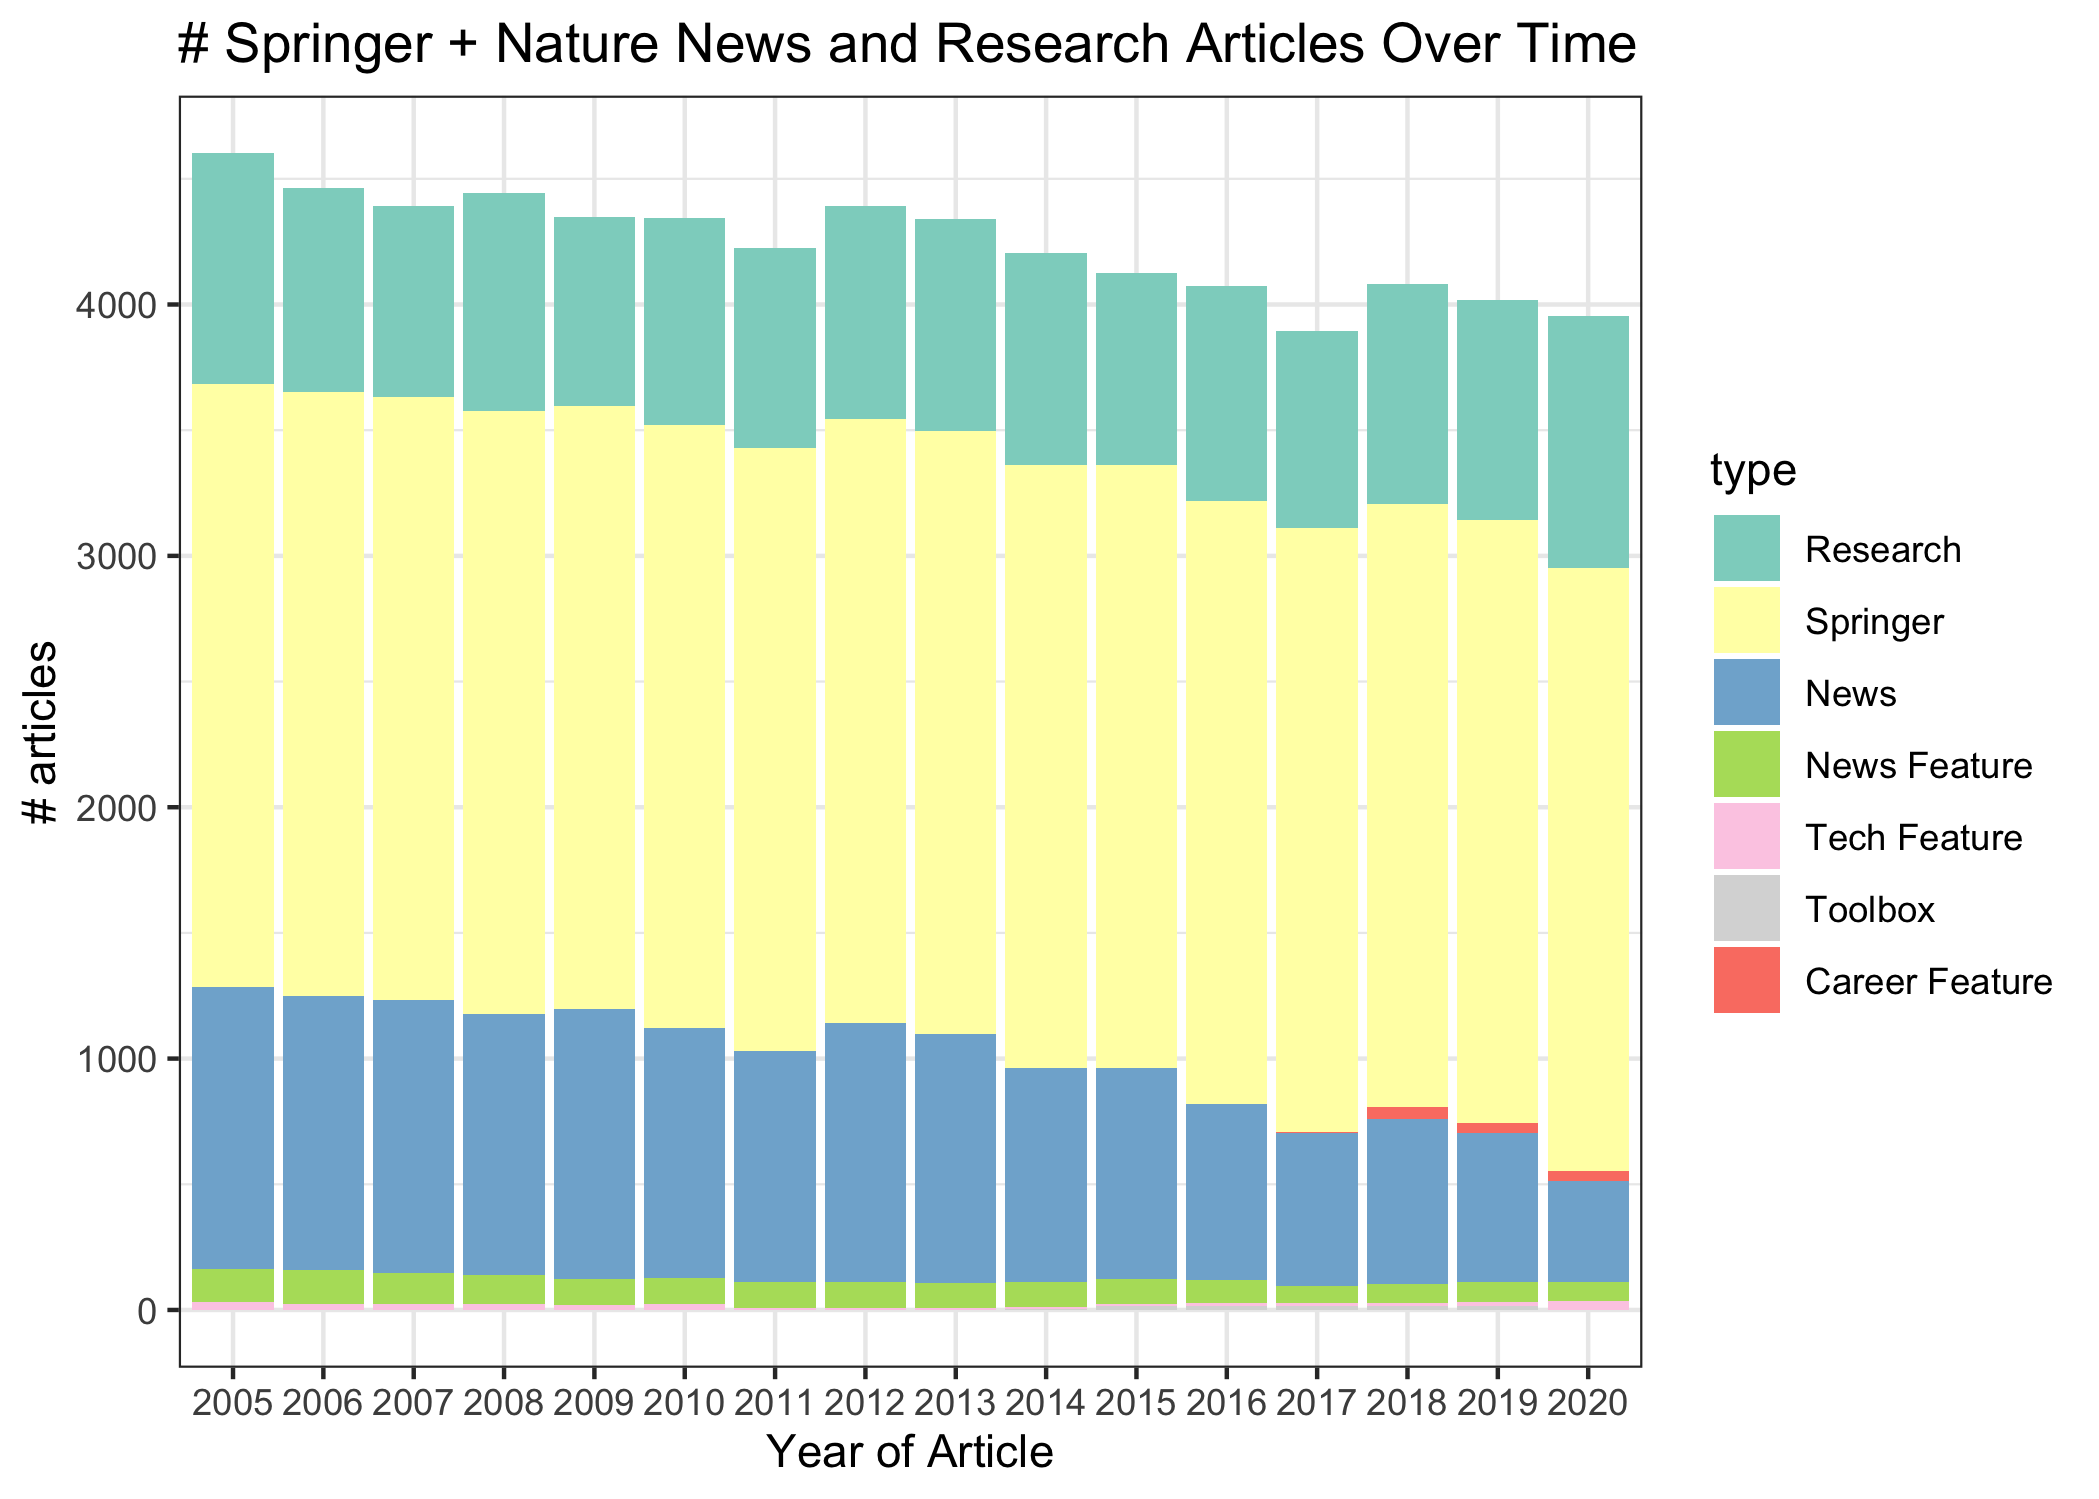 # Springer + Nature News and Research Articles Over Time
# articles
4000
3000
2000
1000
0
2005 2006 2007 2008 2009 2010 2011 2012 2013 2014 2015 2016 2017 2018 2019 2020
Year of Article
type
Research
Springer
News
News Feature
Tech Feature
Toolbox
Career Feature